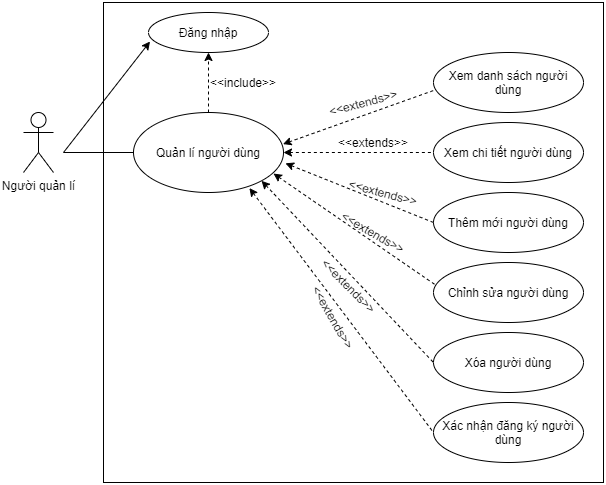 Đăng nhập
<<include>>
Người quản lí
Quản lí người dùng
<<extends>>
Xem danh sách người
dùng
<<extends>>
Xem chi tiết người dùng
<<extends>>
Thêm mới người dùng
<<extends>>
Chỉnh sửa người dùng
<<extends>>
Xóa người dùng
<<extends>>
Xác nhận đăng ký người
dùng